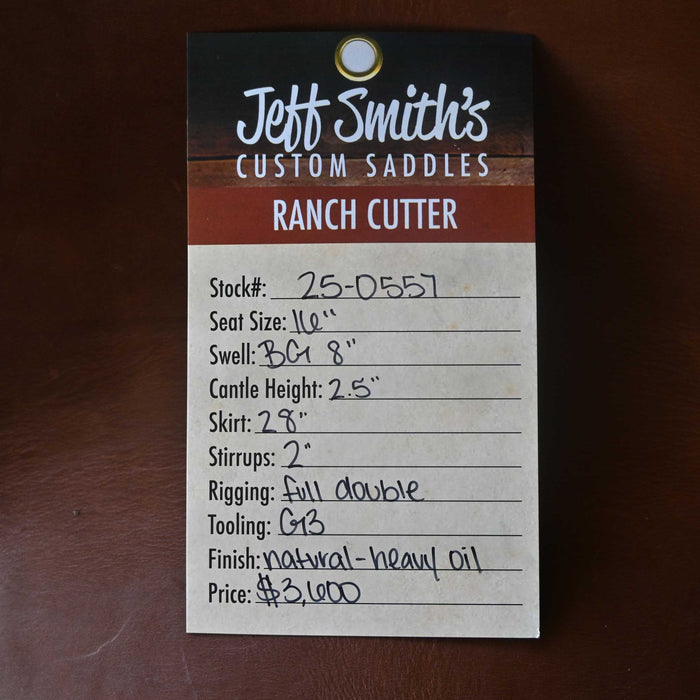 Jeff Smith's
CUSTOM SADDLES
RANCH CUTTER
Stock#: 25-0557
Seat Size: 16"
Swell: BG 8"
Cantle Height: 2.5"
Skirt: 28"
Stirrups: 2"
Rigging: full double
Tooling: G3
Finish: natural-heavy oil
Price: $3,600